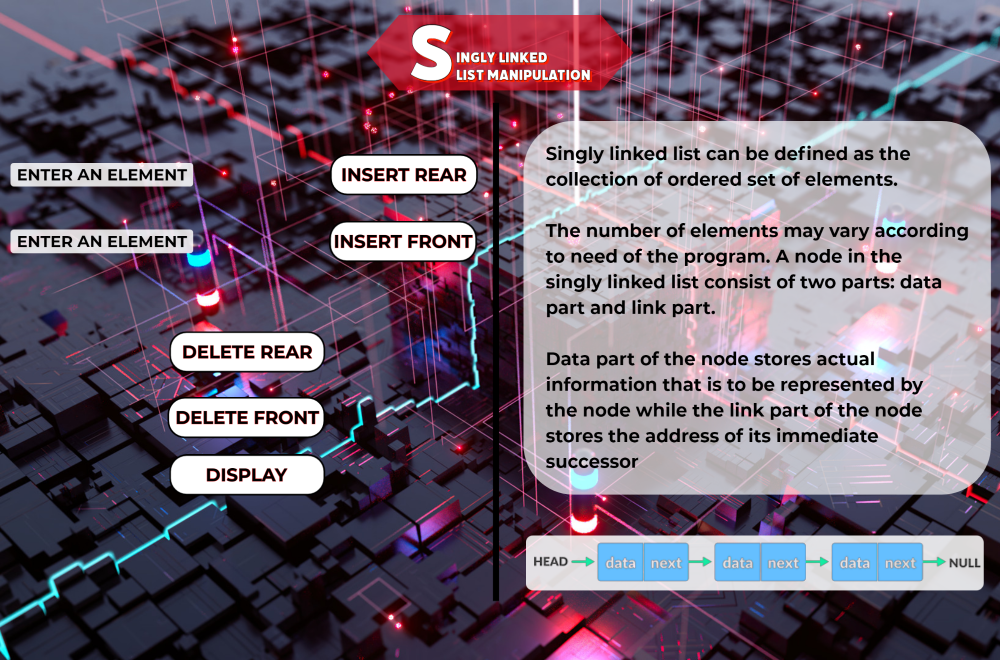 SINGLY LINKED
LIST MANIPULATION
ENTER AN ELEMENT
INSERT REAR
ENTER AN ELEMENT
INSERT FRONT
DELETE REAR
DELETE FRONT
DISPLAY
Singly linked list can be defined as the
collection of ordered set of elements.
The number of elements may vary according
to need of the program. A node in the
singly linked list consist of two parts: data
part and link part.
Data part of the node stores actual
information that is to be represented by
the node while the link part of the node
stores the address of its immediate
successor
HEAD data next data next data next NULL